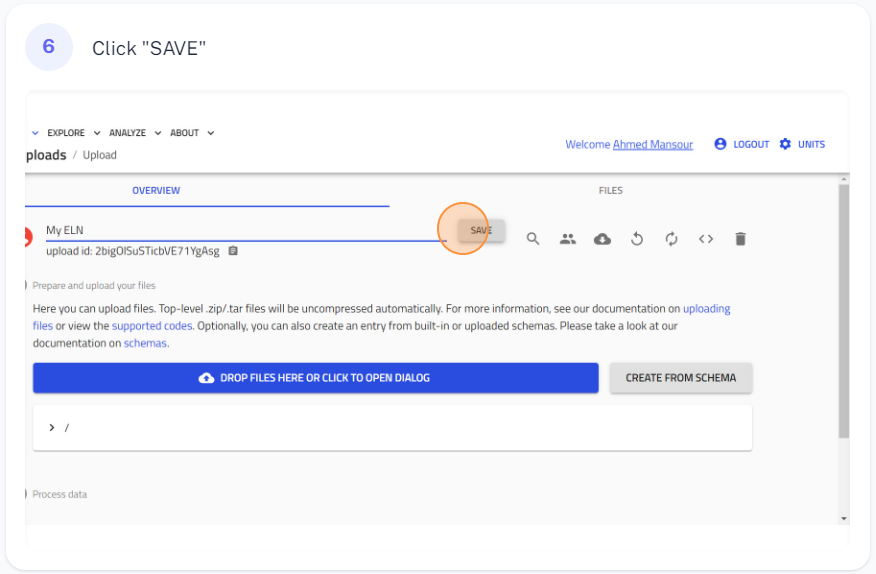 6 Click "SAVE"
EXPLORE ANALYZE ABOUT
Welcome Ahmed Mansour LOGOUT UNITS
ploads / Upload
OVERVIEW FILES
My ELN SAVE
upload id: 2bigOlSuSTicbVE71YgAsg
Prepare and upload your files
Here you can upload files. Top-level .zip/.tar files will be uncompressed automatically. For more information, see our documentation on uploading
files or view the supported codes. Optionally, you can also create an entry from built-in or uploaded schemas. Please take a look at our
documentation on schemas.
DROP FILES HERE OR CLICK TO OPEN DIALOG CREATE FROM SCHEMA
/
Process data